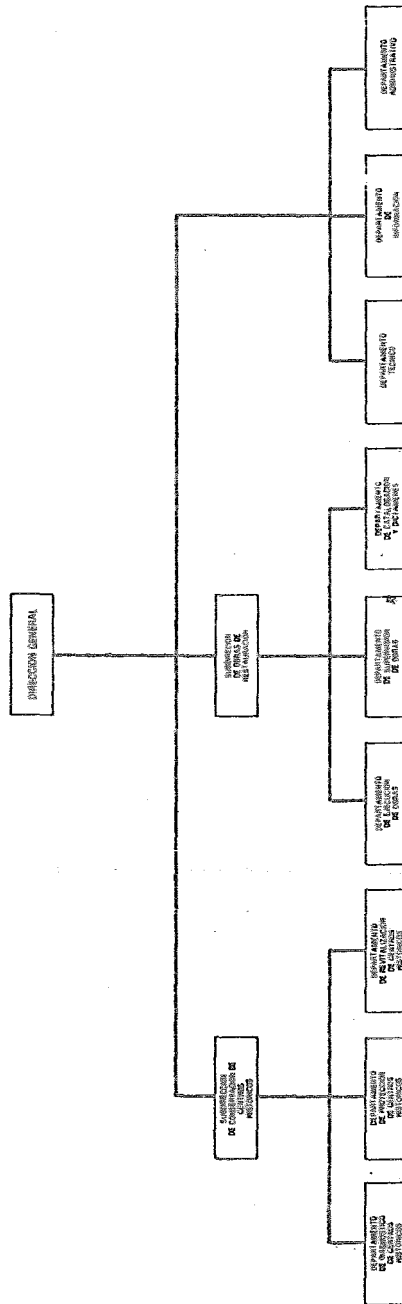 DIRECCION GENERAL
SUBDIRECCION
DE CONSERVACION DE
CENTROS
HISTORICOS
SUBDIRECCION
DE OBRAS DE
RESTAURACION
DEPARTAMENTO
DE DIAGNOSTICO
DE CENTROS
HISTORICOS
DEPARTAMENTO
DE PROTECCION
DE CENTROS
HISTORICOS
DEPARTAMENTO
DE REVITALIZACION
DE CENTROS
HISTORICOS
DEPARTAMENTO
DE EJECUCION
DE OBRAS
DEPARTAMENTO
DE SUPERVISION
DE OBRAS
DEPARTAMENTO
DE CATALOGACION
Y DICTAMENES
DEPARTAMENTO
TECNICO
DEPARTAMENTO
DE
INFORMACION
DEPARTAMENTO
ADMINISTRATIVO